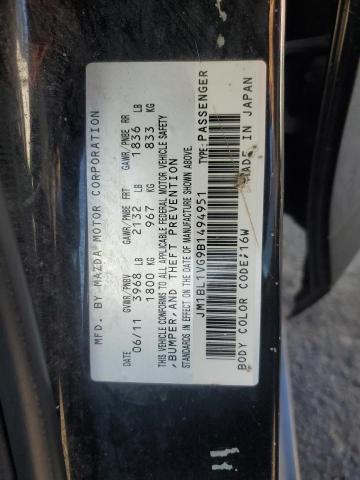 MFD. BY MAZDA MOTOR CORPORATION
DATE GVWR/PNBV LB KG GAWR/PNBE FRT LB KG GAWR/PNBE RR LB KG
06/11 3968 1800 2132 967 1836 833
THIS VEHICLE CONFORMS TO ALL APPLICABLE FEDERAL MOTOR VEHICLE SAFETY
,BUMPER,AND THEFT PREVENTION
STANDARDS IN EFFECT ON THE DATE OF MANUFACTURE SHOWN ABOVE.
JM1BL1VG9B1494951 TYPE:PASSENGER
BODY COLOR CODE:16W MADE IN JAPAN